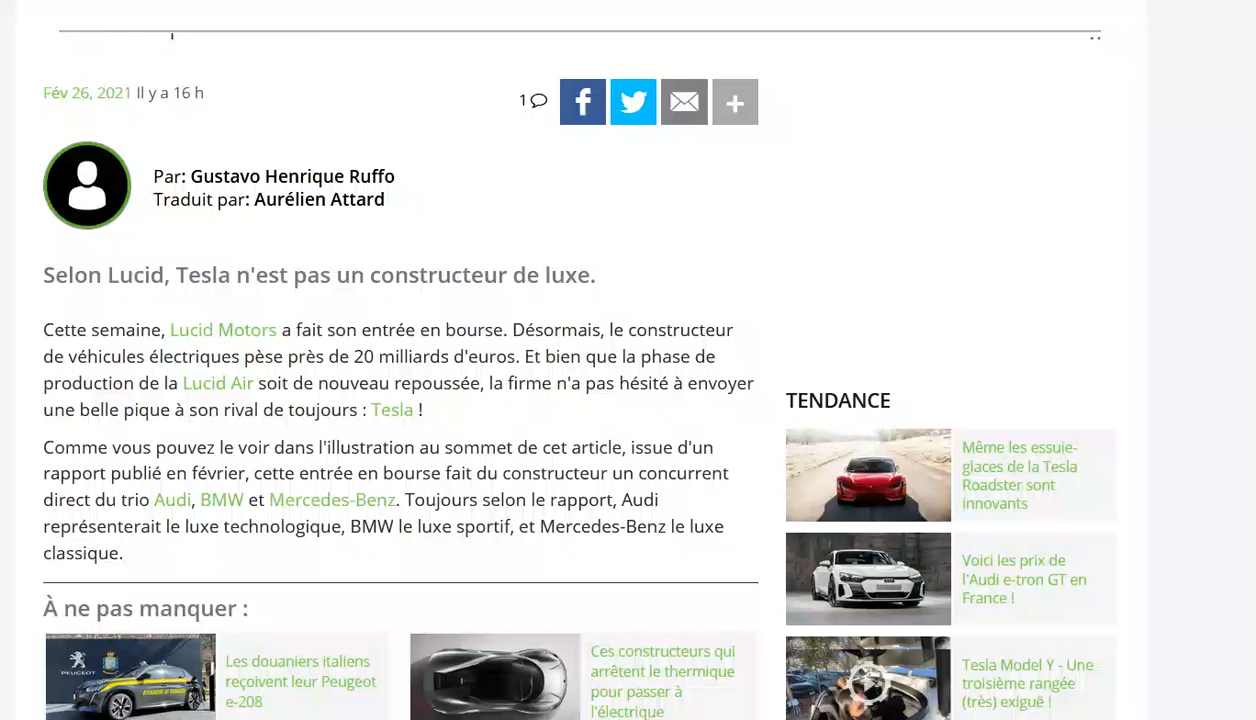 Fév 26, 2021 Il y a 16 h
1
Par: Gustavo Henrique Ruffo
Traduit par: Aurélien Attard
Selon Lucid, Tesla n'est pas un constructeur de luxe.
Cette semaine, Lucid Motors a fait son entrée en bourse. Désormais, le constructeur
de véhicules électriques pèse près de 20 milliards d'euros. Et bien que la phase de
production de la Lucid Air soit de nouveau repoussée, la firme n'a pas hésité à envoyer
une belle pique à son rival de toujours : Tesla !
Comme vous pouvez le voir dans l'illustration au sommet de cet article, issue d'un
rapport publié en février, cette entrée en bourse fait du constructeur un concurrent
direct du trio Audi, BMW et Mercedes-Benz. Toujours selon le rapport, Audi
représenterait le luxe technologique, BMW le luxe sportif, et Mercedes-Benz le luxe
classique.
À ne pas manquer :
PEUGEOT
Les douaniers italiens
reçoivent leur Peugeot
e-208
Ces constructeurs qui
arrêtent le thermique
pour passer à
l'électrique
TENDANCE
Même les essuie-
glaces de la Tesla
Roadster sont
innovants
Voici les prix de
l'Audi e-tron GT en
France !
Tesla Model Y - Une
troisième rangée
(très) exiguë !